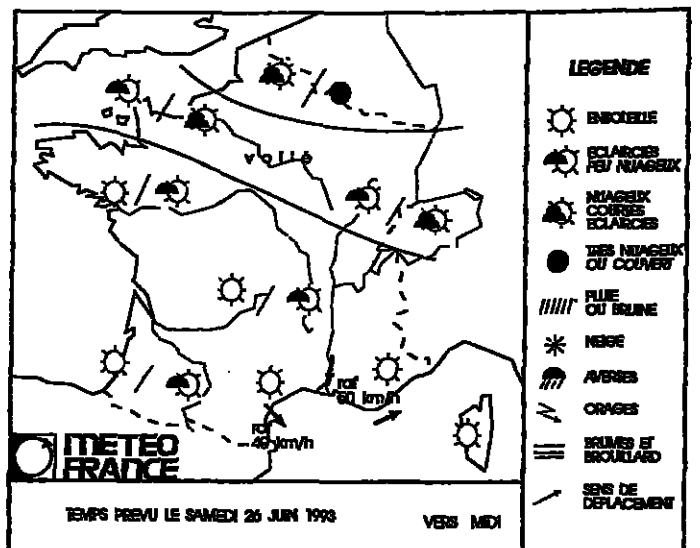 LEGENDE
ENSOLEILLE
ECLAIRCIES
PEU NUAGEUX
NUAGEUX
COURTES
ECLAIRCIES
TRES NUAGEUX
OU COUVERT
PLUIE
OU BRUINE
NEIGE
AVERSES
ORAGES
BRUMES ET
BROUILLARD
SENS DE
DEPLACEMENT
voile
raf
60 km/h
raf
40 km/h
METEO
FRANCE
TEMPS PREVU LE SAMEDI 26 JUIN 1993
VERS MIDI